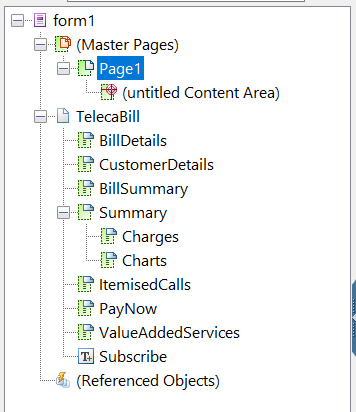 form1
(Master Pages)
Page1
(untitled Content Area)
TelecaBill
BillDetails
CustomerDetails
BillSummary
Summary
Charges
Charts
ItemisedCalls
PayNow
ValueAddedServices
Subscribe
(Referenced Objects)